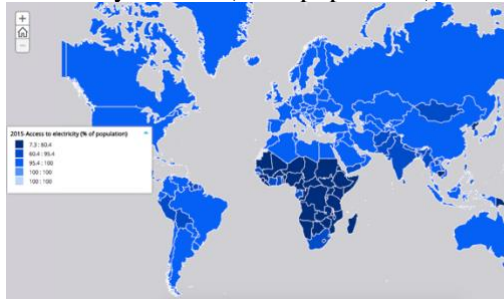 +
−
2015 Access to electricity (% of population)
7.3 : 60.4
60.4 : 95.4
95.4 : 100
100 : 100
100 : 100